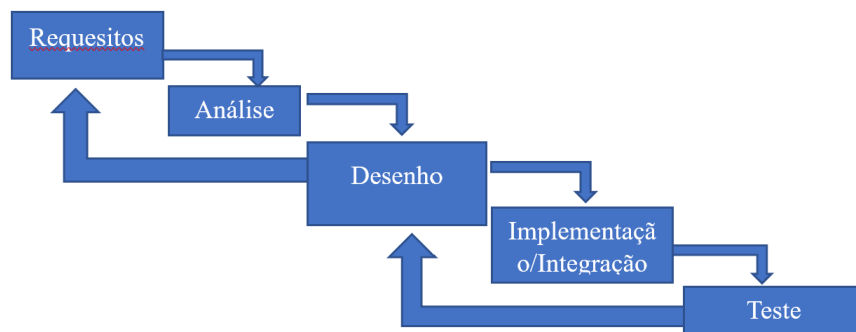 Requesitos
Análise
Desenho
Implementaçã
o/Integração
Teste